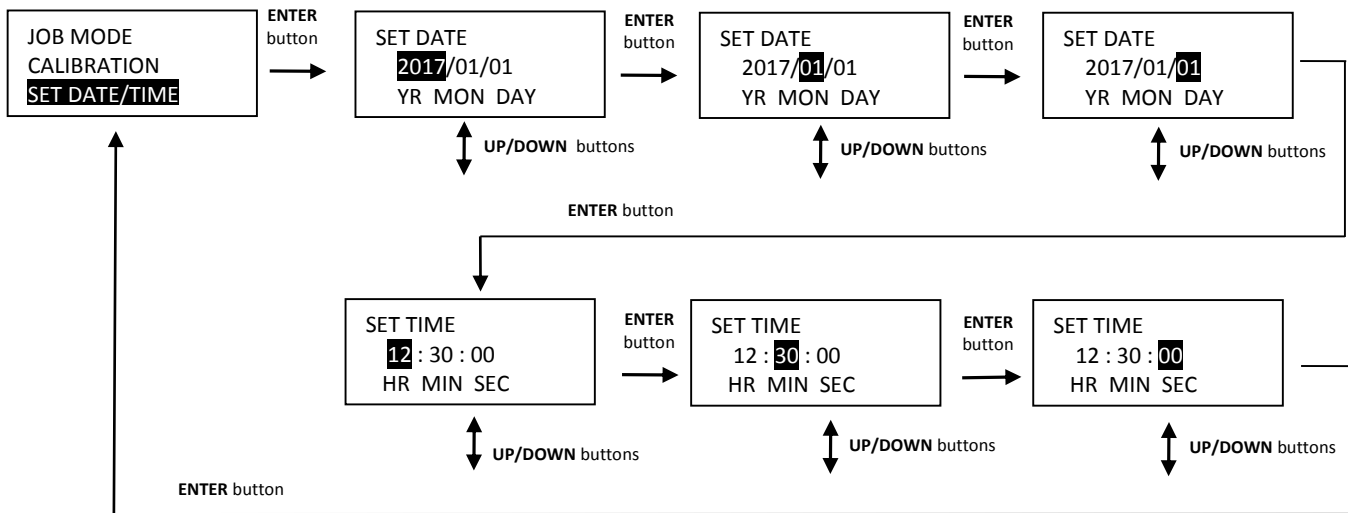 JOB MODE
CALIBRATION
SET DATE/TIME
ENTER
button
SET DATE
2017/01/01
YR MON DAY
UP/DOWN buttons
ENTER
button
SET DATE
2017/01/01
YR MON DAY
UP/DOWN buttons
ENTER
button
SET DATE
2017/01/01
YR MON DAY
UP/DOWN buttons
ENTER button
SET TIME
12 : 30 : 00
HR MIN SEC
UP/DOWN buttons
ENTER
button
SET TIME
12 : 30 : 00
HR MIN SEC
UP/DOWN buttons
ENTER
button
SET TIME
12 : 30 : 00
HR MIN SEC
UP/DOWN buttons
ENTER button